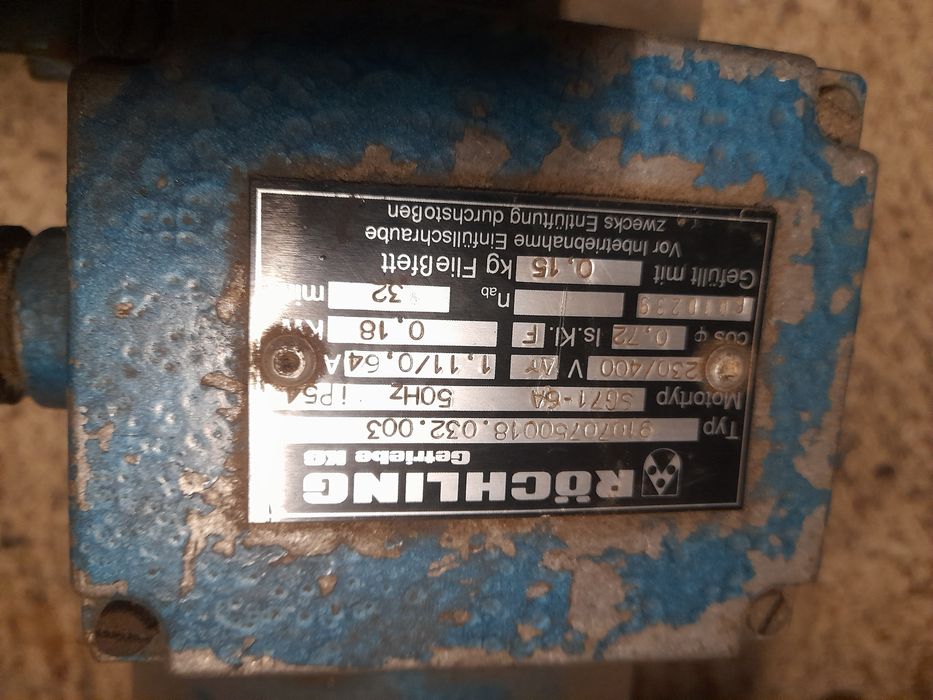 RÖCHLING
Getriebe KG
Typ 91070750018.032.003
Motortyp SG71-6A 50Hz iP54
230/400 V 1.11/0,64 A
cos φ 0,72 Is.Kl. F 0,18
n ab 32 min
Gefüllt mit 0,15 kg Fließfett
Vor Inbetriebnahme Einfüllschraube
zwecks Entlüftung durchstoßen